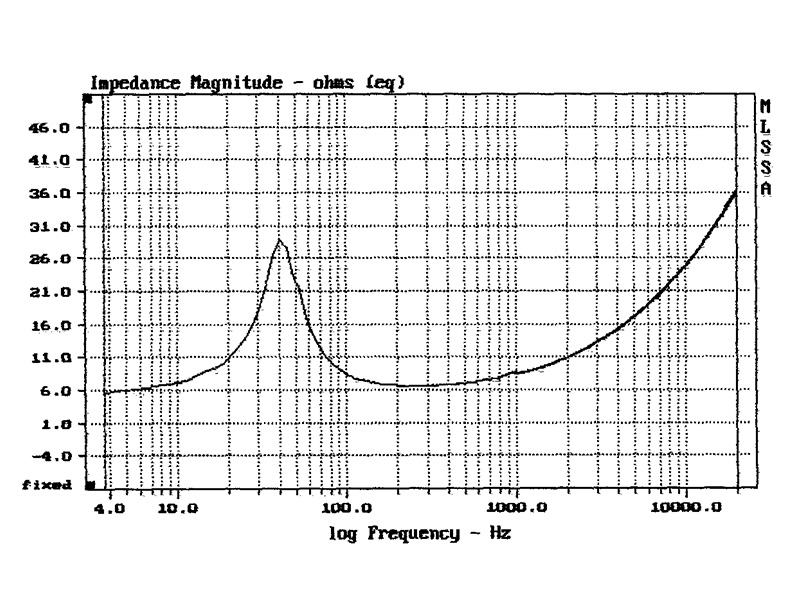 Impedance Magnitude - ohms (eq)
M
L
S
S
A
46.0
41.0
36.0
31.0
26.0
21.0
16.0
11.0
6.0
1.0
-4.0
fixed
4.0 10.0 100.0 1000.0 10000.0
log Frequency - Hz